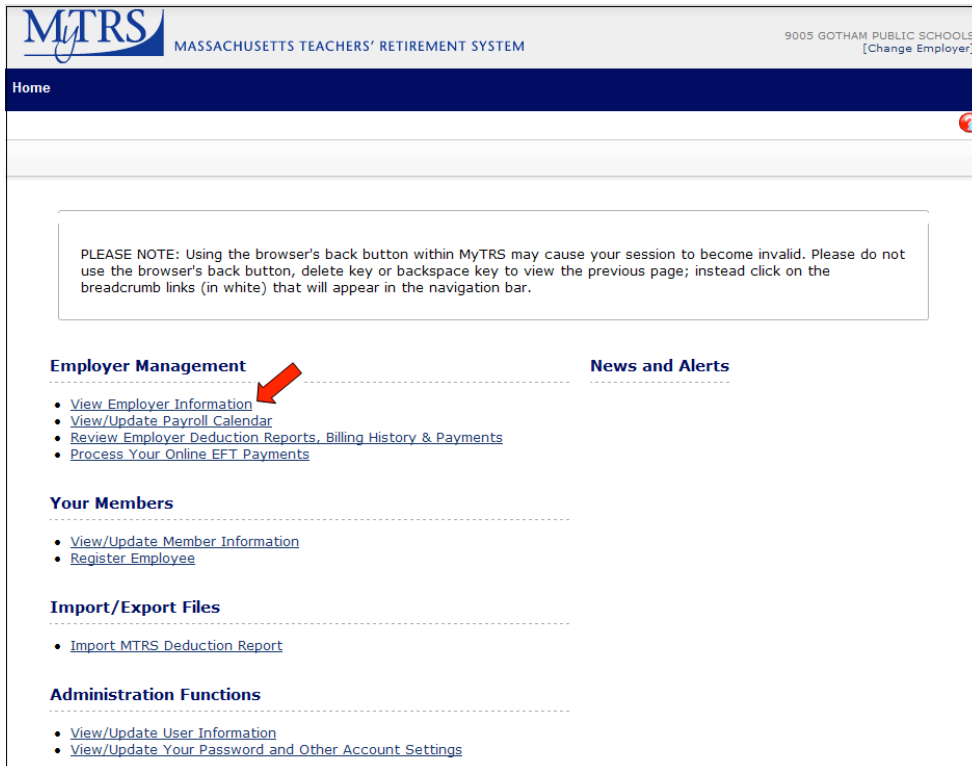 MyTRS
MASSACHUSETTS TEACHERS' RETIREMENT SYSTEM
9005 GOTHAM PUBLIC SCHOOLS
[Change Employer]
Home
PLEASE NOTE: Using the browser's back button within MyTRS may cause your session to become invalid. Please do not
use the browser's back button, delete key or backspace key to view the previous page; instead click on the
breadcrumb links (in white) that will appear in the navigation bar.
Employer Management
• View Employer Information
• View/Update Payroll Calendar
• Review Employer Deduction Reports, Billing History & Payments
• Process Your Online EFT Payments
News and Alerts
Your Members
• View/Update Member Information
• Register Employee
Import/Export Files
• Import MTRS Deduction Report
Administration Functions
• View/Update User Information
• View/Update Your Password and Other Account Settings